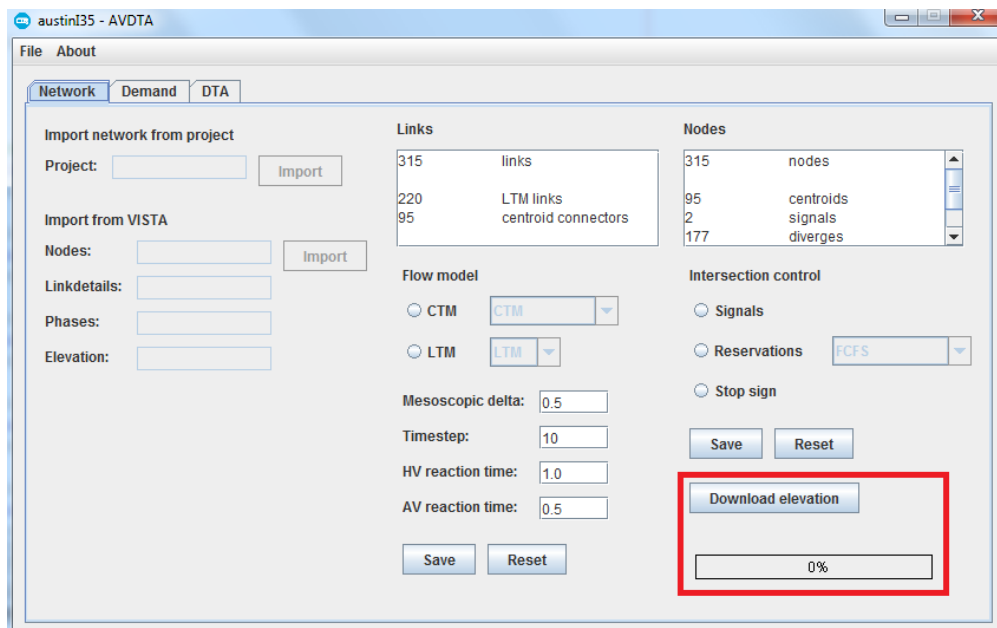 austinI35 - AVDTA
File About
Network Demand DTA
Import network from project
Project: Import
Import from VISTA
Nodes: Import
Linkdetails:
Phases:
Elevation:
Links
315 links
220 LTM links
95 centroid connectors
Flow model
CTM CTM
LTM LTM
Mesoscopic delta: 0.5
Timestep: 10
HV reaction time: 1.0
AV reaction time: 0.5
Save Reset
Nodes
315 nodes
95 centroids
2 signals
177 diverges
Intersection control
Signals
Reservations FCFS
Stop sign
Save Reset
Download elevation
0%